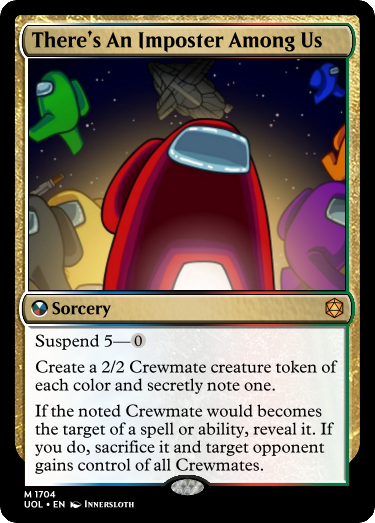 There's An Imposter Among Us
Sorcery
Suspend 5—0
Create a 2/2 Crewmate creature token of
each color and secretly note one.
If the noted Crewmate would becomes
the target of a spell or ability, reveal it. If
you do, sacrifice it and target opponent
gains control of all Crewmates.
M 1704
UOL • EN Innersloth